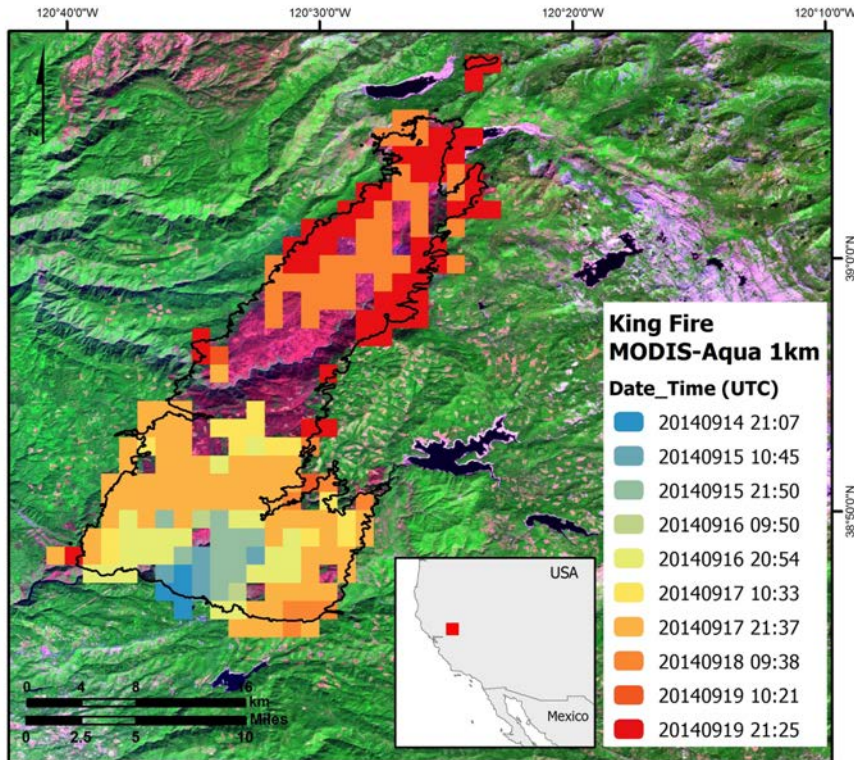 120°40'0"W 120°30'0"W 120°20'0"W 120°10'0"W
N
39°0'0"N
King Fire
MODIS-Aqua 1km
Date_Time (UTC)
20140914 21:07
20140915 10:45
20140915 21:50
20140916 09:50
20140916 20:54
20140917 10:33
20140917 21:37
20140918 09:38
20140919 10:21
20140919 21:25
38°50'0"N
USA
Mexico
0 4 8 16
km
Miles
0 2.5 5 10